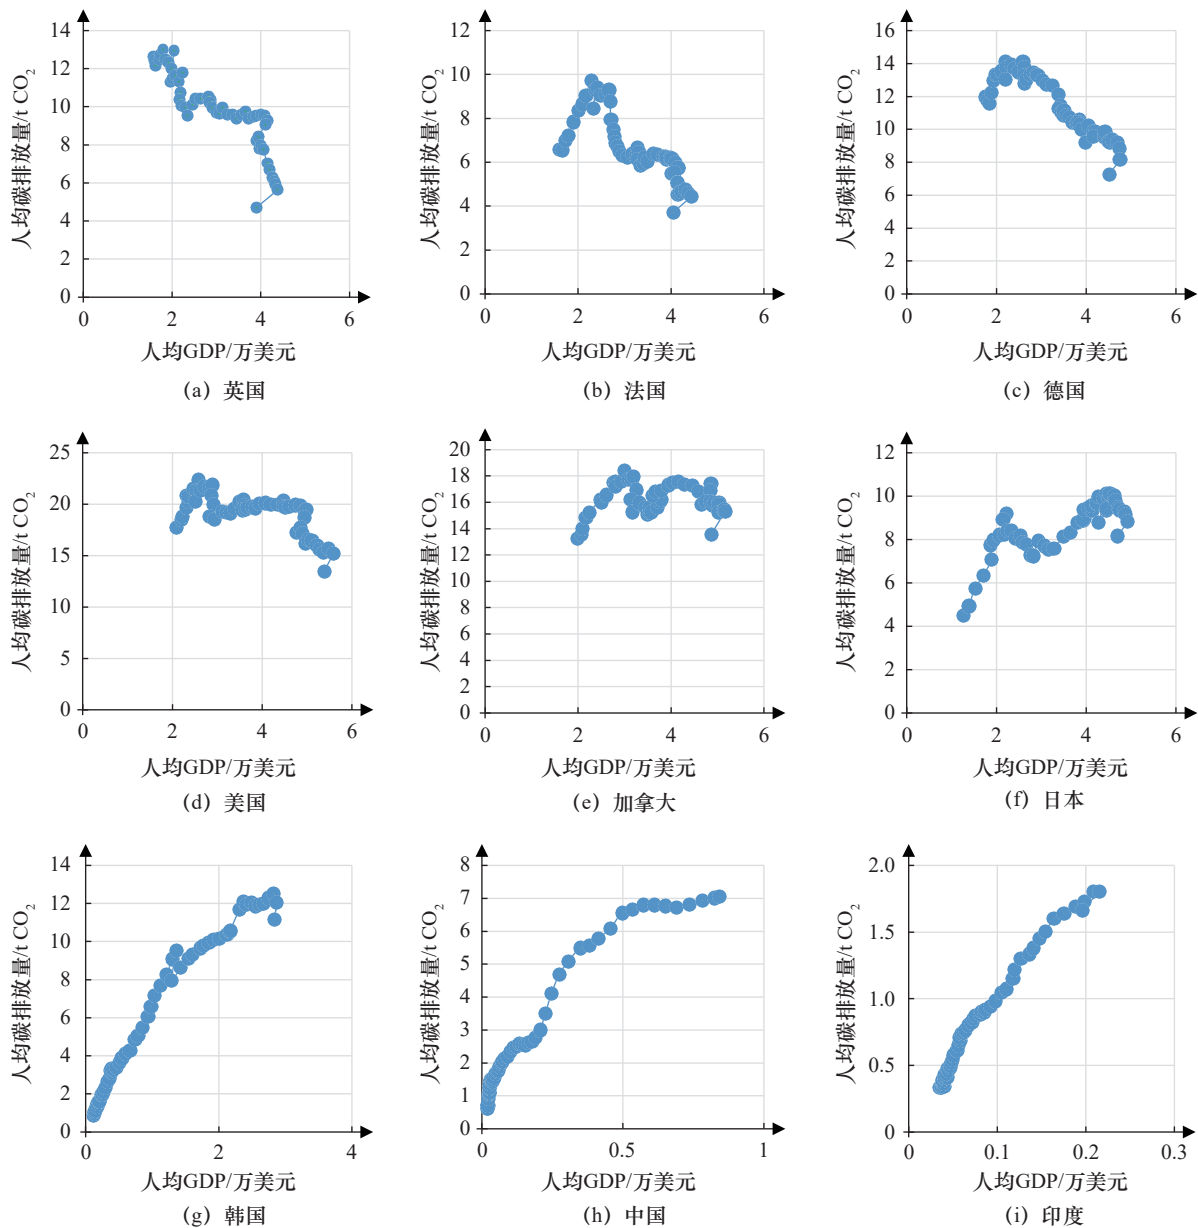 人均碳排放量/t CO₂
14
12
10
8
6
4
2
0
0 2 4 6
人均GDP/万美元
(a) 英国
人均碳排放量/t CO₂
12
10
8
6
4
2
0
0 2 4 6
人均GDP/万美元
(b) 法国
人均碳排放量/t CO₂
16
14
12
10
8
6
4
2
0
0 2 4 6
人均GDP/万美元
(c) 德国
人均碳排放量/t CO₂
25
20
15
10
5
0
0 2 4 6
人均GDP/万美元
(d) 美国
人均碳排放量/t CO₂
20
18
16
14
12
10
8
6
4
2
0
0 2 4 6
人均GDP/万美元
(e) 加拿大
人均碳排放量/t CO₂
12
10
8
6
4
2
0
0 2 4 6
人均GDP/万美元
(f) 日本
人均碳排放量/t CO₂
14
12
10
8
6
4
2
0
0 2 4
人均GDP/万美元
(g) 韩国
人均碳排放量/t CO₂
8
7
6
5
4
3
2
1
0
0 0.5 1
人均GDP/万美元
(h) 中国
人均碳排放量/t CO₂
2.0
1.5
1.0
0.5
0
0 0.1 0.2 0.3
人均GDP/万美元
(i) 印度